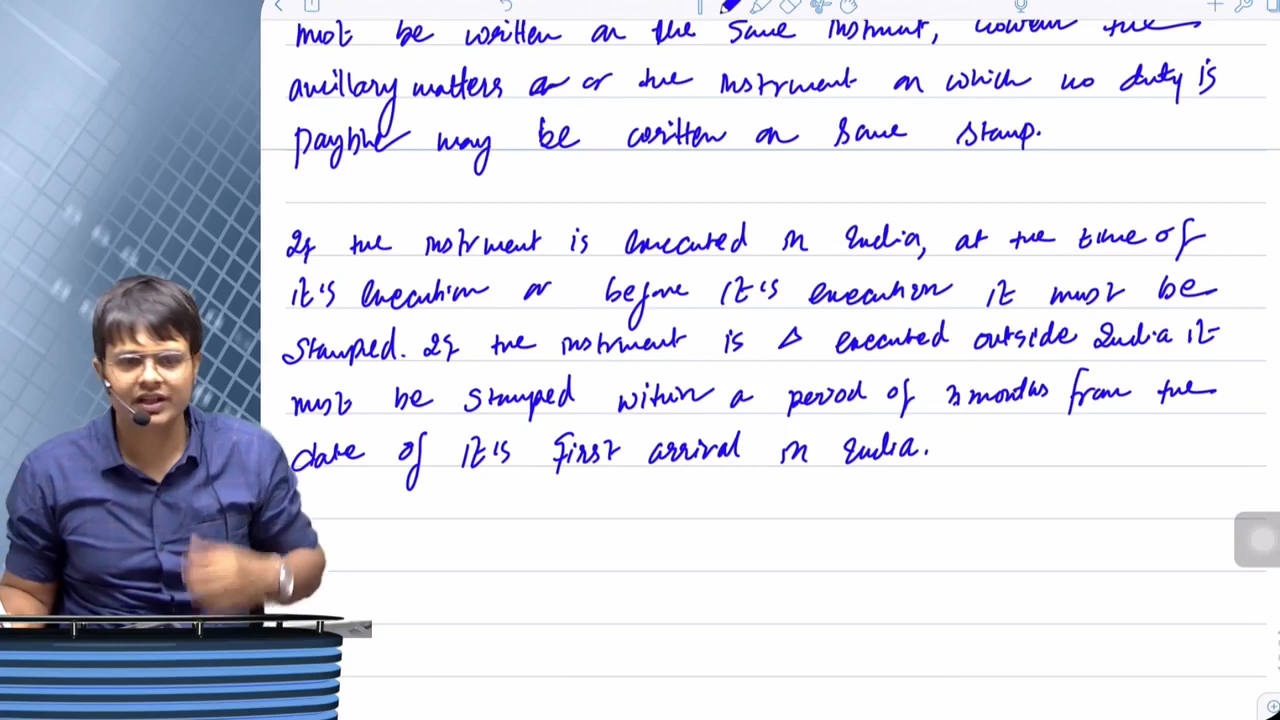 must be written on the same instrument, however the
ancillary matters or the instrument on which no duty is
payable may be written on same stamp.
If the instrument is executed in India, at the time of
it's execution or before it's execution it must be
stamped. If the instrument is executed outside India it
must be stamped within a period of 3 months from the
date of it's first arrival in India.